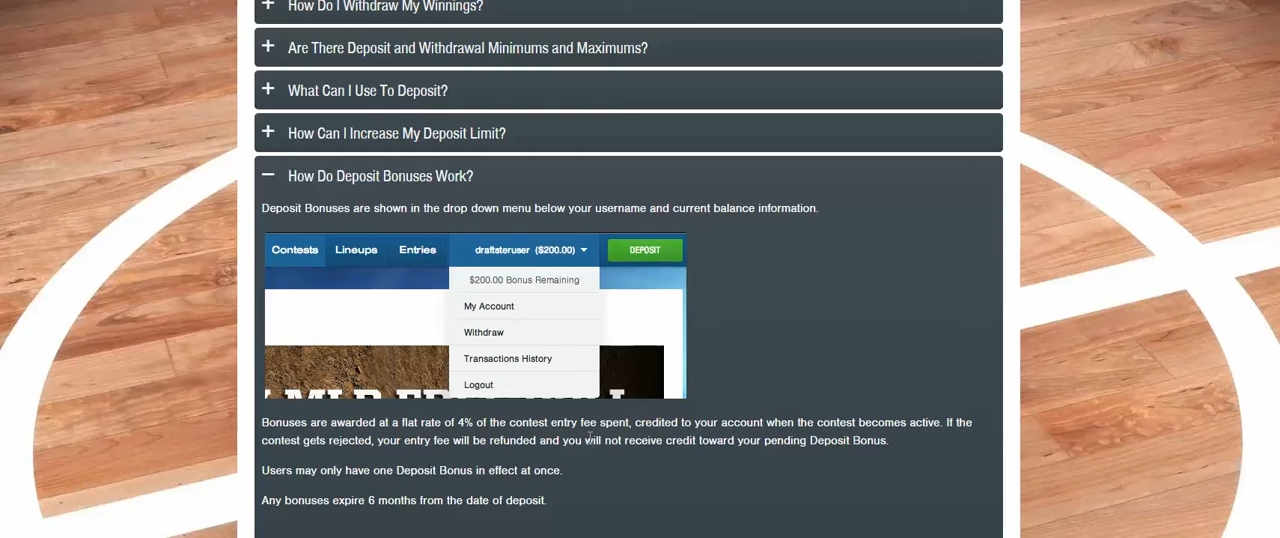 How Do I Withdraw My Winnings?
Are There Deposit and Withdrawal Minimums and Maximums?
What Can I Use To Deposit?
How Can I Increase My Deposit Limit?
How Do Deposit Bonuses Work?
Deposit Bonuses are shown in the drop down menu below your username and current balance information.
Contests Lineups Entries draftsteruser ($200.00) DEPOSIT
$200.00 Bonus Remaining
My Account
Withdraw
Transactions History
Logout
Bonuses are awarded at a flat rate of 4% of the contest entry fee spent, credited to your account when the contest becomes active. If the
contest gets rejected, your entry fee will be refunded and you will not receive credit toward your pending Deposit Bonus.
Users may only have one Deposit Bonus in effect at once.
Any bonuses expire 6 months from the date of deposit.